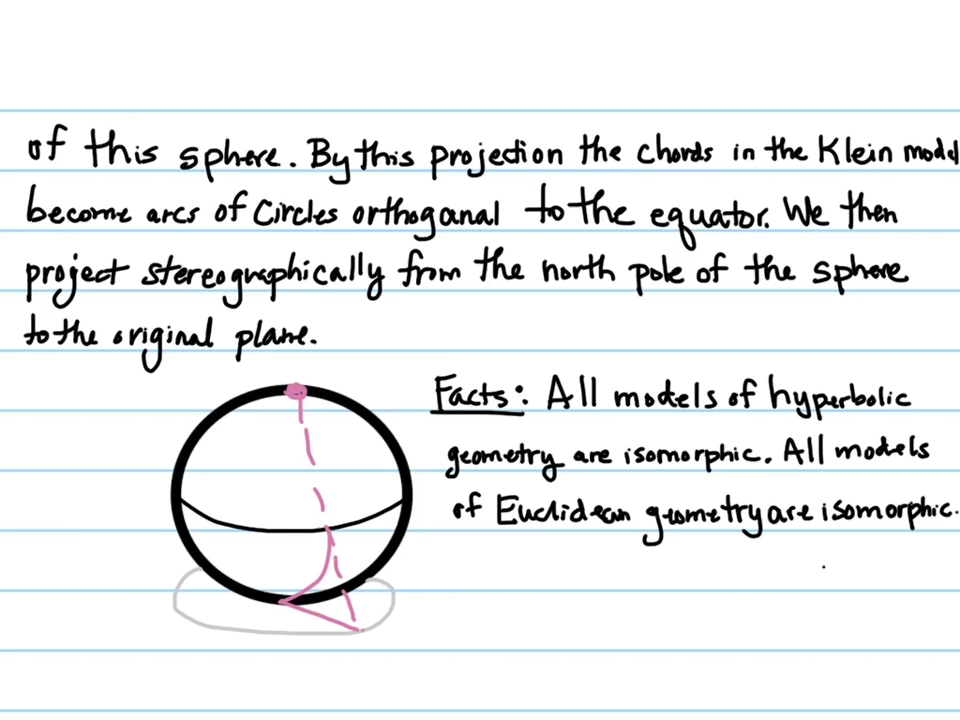 of this sphere. By this projection the chords in the Klein model
become arcs of Circles orthoganal to the equator. We then
project stereographically from the north pole of the sphere
to the original plane.
Facts: All models of hyperbolic
geometry are isomorphic. All models
of Euclidean geometry are isomorphic.